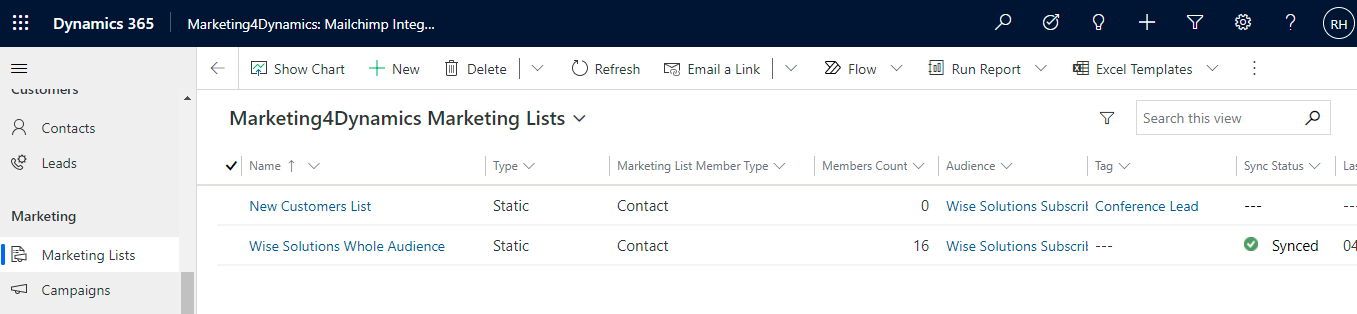 Dynamics 365 Marketing4Dynamics: Mailchimp Integ... RH
Show Chart New Delete Refresh Email a Link Flow Run Report Excel Templates
Customers
Contacts
Leads
Marketing
Marketing Lists
Campaigns
Marketing4Dynamics Marketing Lists Search this view
Name Type Marketing List Member Type Members Count Audience Tag Sync Status Las
New Customers List Static Contact 0 Wise Solutions Subscrib Conference Lead --- ---
Wise Solutions Whole Audience Static Contact 16 Wise Solutions Subscrib --- Synced 04